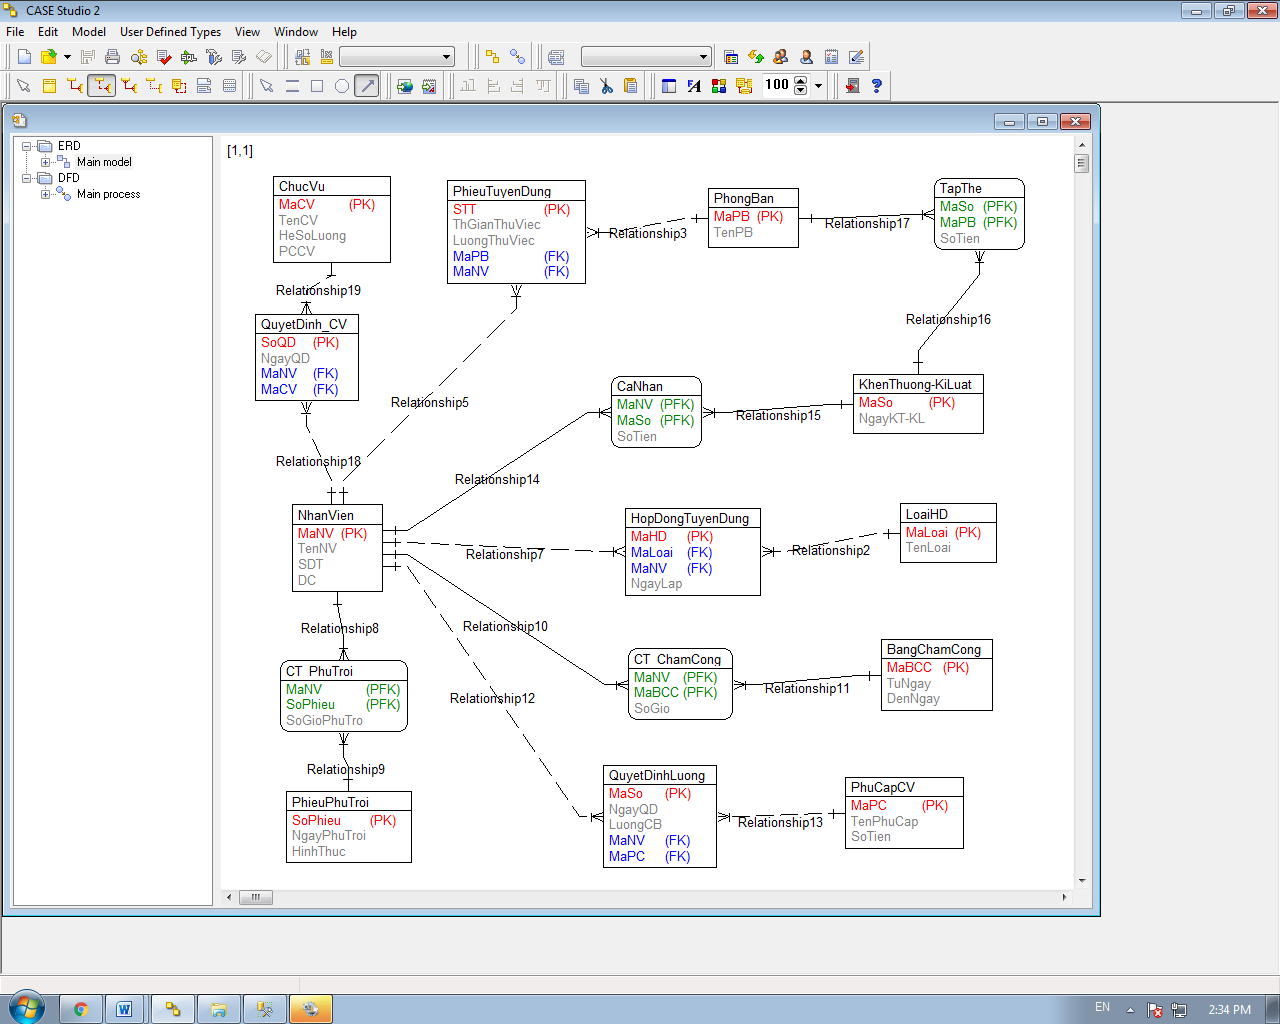 CASE Studio 2
File Edit Model User Defined Types View Window Help
100
ERD
Main model
DFD
Main process
[1,1]
ChucVu
MaCV (PK)
TenCV
HeSoLuong
PCCV
PhieuTuyenDung
STT (PK)
ThGianThuViec
LuongThuViec
MaPB (FK)
MaNV (FK)
PhongBan
MaPB (PK)
TenPB
TapThe
MaSo (PFK)
MaPB (PFK)
SoTien
Relationship3
Relationship17
Relationship19
QuyetDinh_CV
SoQD (PK)
NgayQD
MaNV (FK)
MaCV (FK)
Relationship16
Relationship5
CaNhan
MaNV (PFK)
MaSo (PFK)
SoTien
Relationship15
KhenThuong-KiLuat
MaSo (PK)
NgayKT-KL
Relationship18
Relationship14
NhanVien
MaNV (PK)
TenNV
SDT
DC
Relationship7
HopDongTuyenDung
MaHD (PK)
MaLoai (FK)
MaNV (FK)
NgayLap
Relationship2
LoaiHD
MaLoai (PK)
TenLoai
Relationship8
Relationship10
CT_PhuTroi
MaNV (PFK)
SoPhieu (PFK)
SoGioPhuTro
Relationship12
CT_ChamCong
MaNV (PFK)
MaBCC (PFK)
SoGio
Relationship11
BangChamCong
MaBCC (PK)
TuNgay
DenNgay
Relationship9
PhieuPhuTroi
SoPhieu (PK)
NgayPhuTroi
HinhThuc
QuyetDinhLuong
MaSo (PK)
NgayQD
LuongCB
MaNV (FK)
MaPC (FK)
Relationship13
PhuCapCV
MaPC (PK)
TenPhuCap
SoTien
EN
2:34 PM